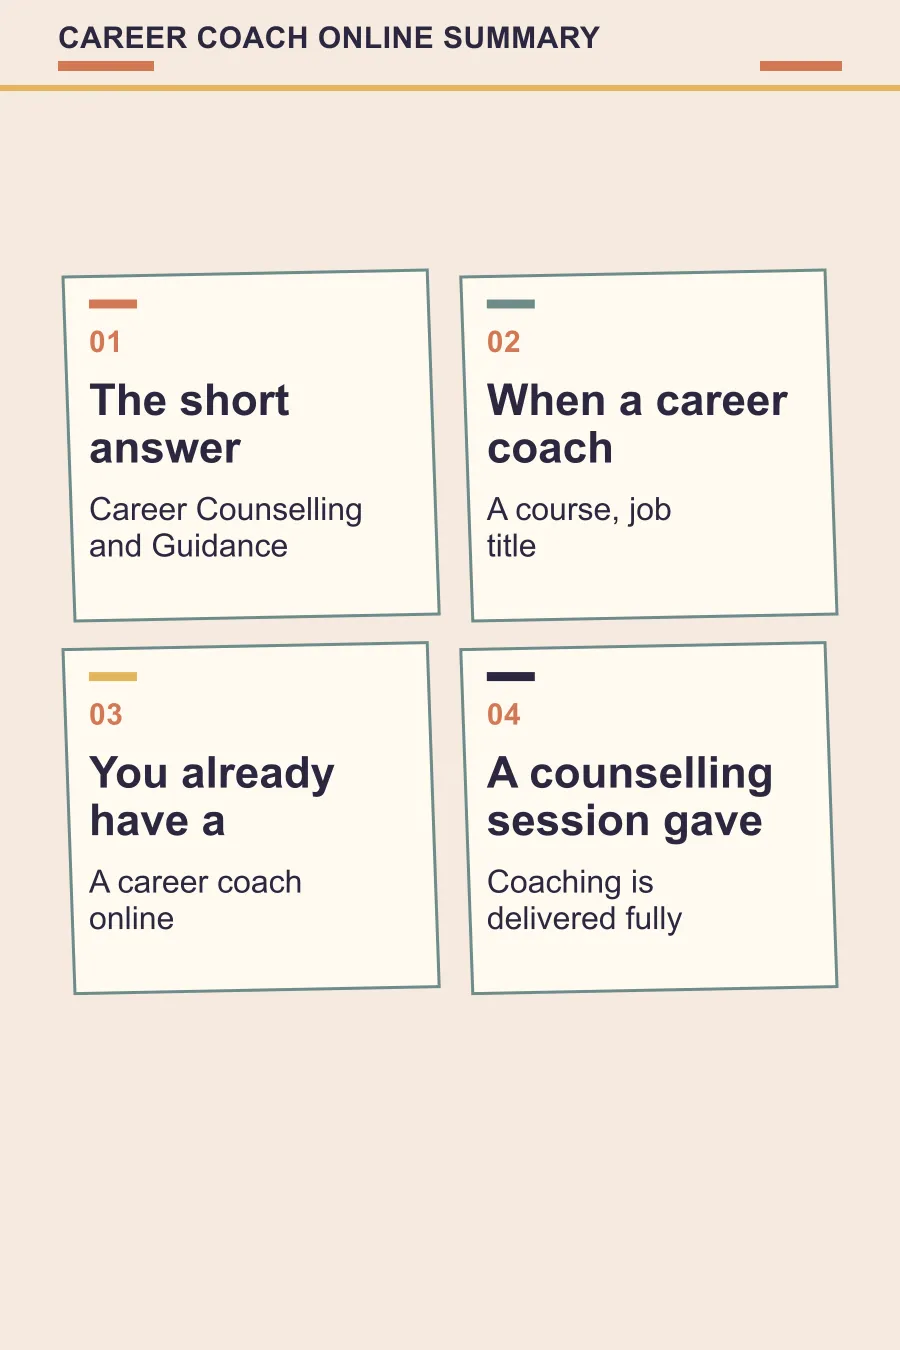 CAREER COACH ONLINE SUMMARY
01
The short
answer
Career Counselling
and Guidance
02
When a career
coach
A course, job
title
03
You already
have a
A career coach
online
04
A counselling
session gave
Coaching is
delivered fully